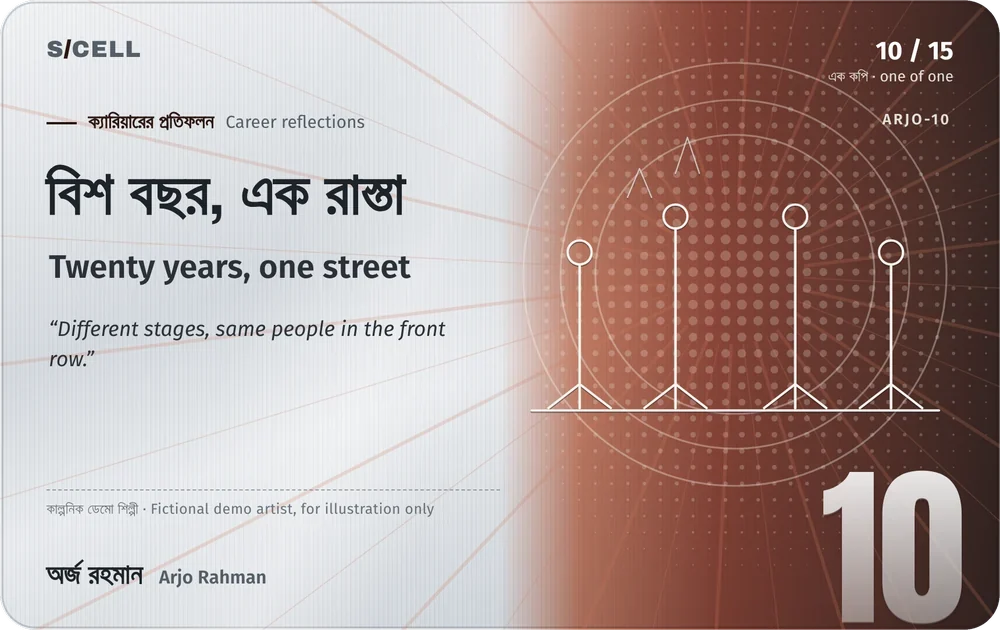 S/CELL
10 / 15
এক কপি · one of one
ক্যারিয়ারের প্রতিফলন Career reflections
ARJO-10
বিশ বছর, এক রাস্তা
Twenty years, one street
“Different stages, same people in the front
row.”
কাল্পনিক ডেমো শিল্পী · Fictional demo artist, for illustration only
অর্জ রহমান Arjo Rahman
10